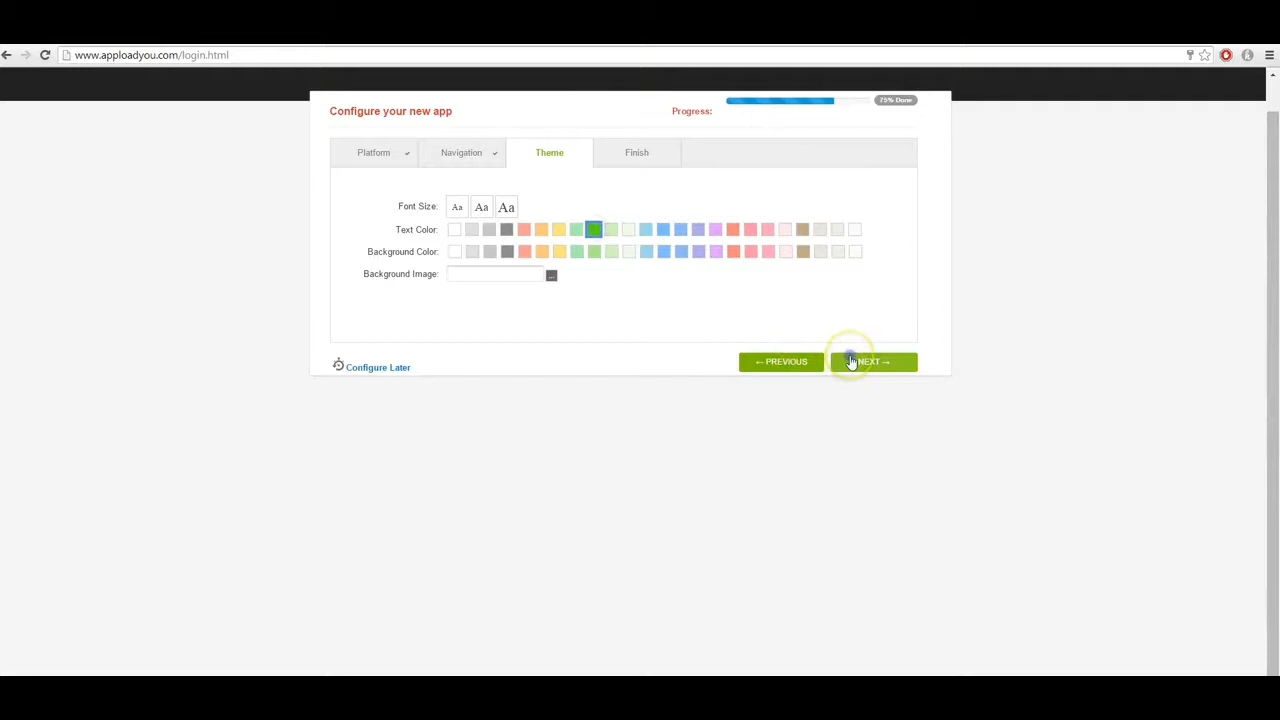 www.apploadyou.com/login.html
Configure your new app
Progress:
75% Done
Platform
Navigation
Theme
Finish
Font Size:
Aa Aa Aa
Text Color:
Background Color:
Background Image:
...
Configure Later
← PREVIOUS
NEXT →